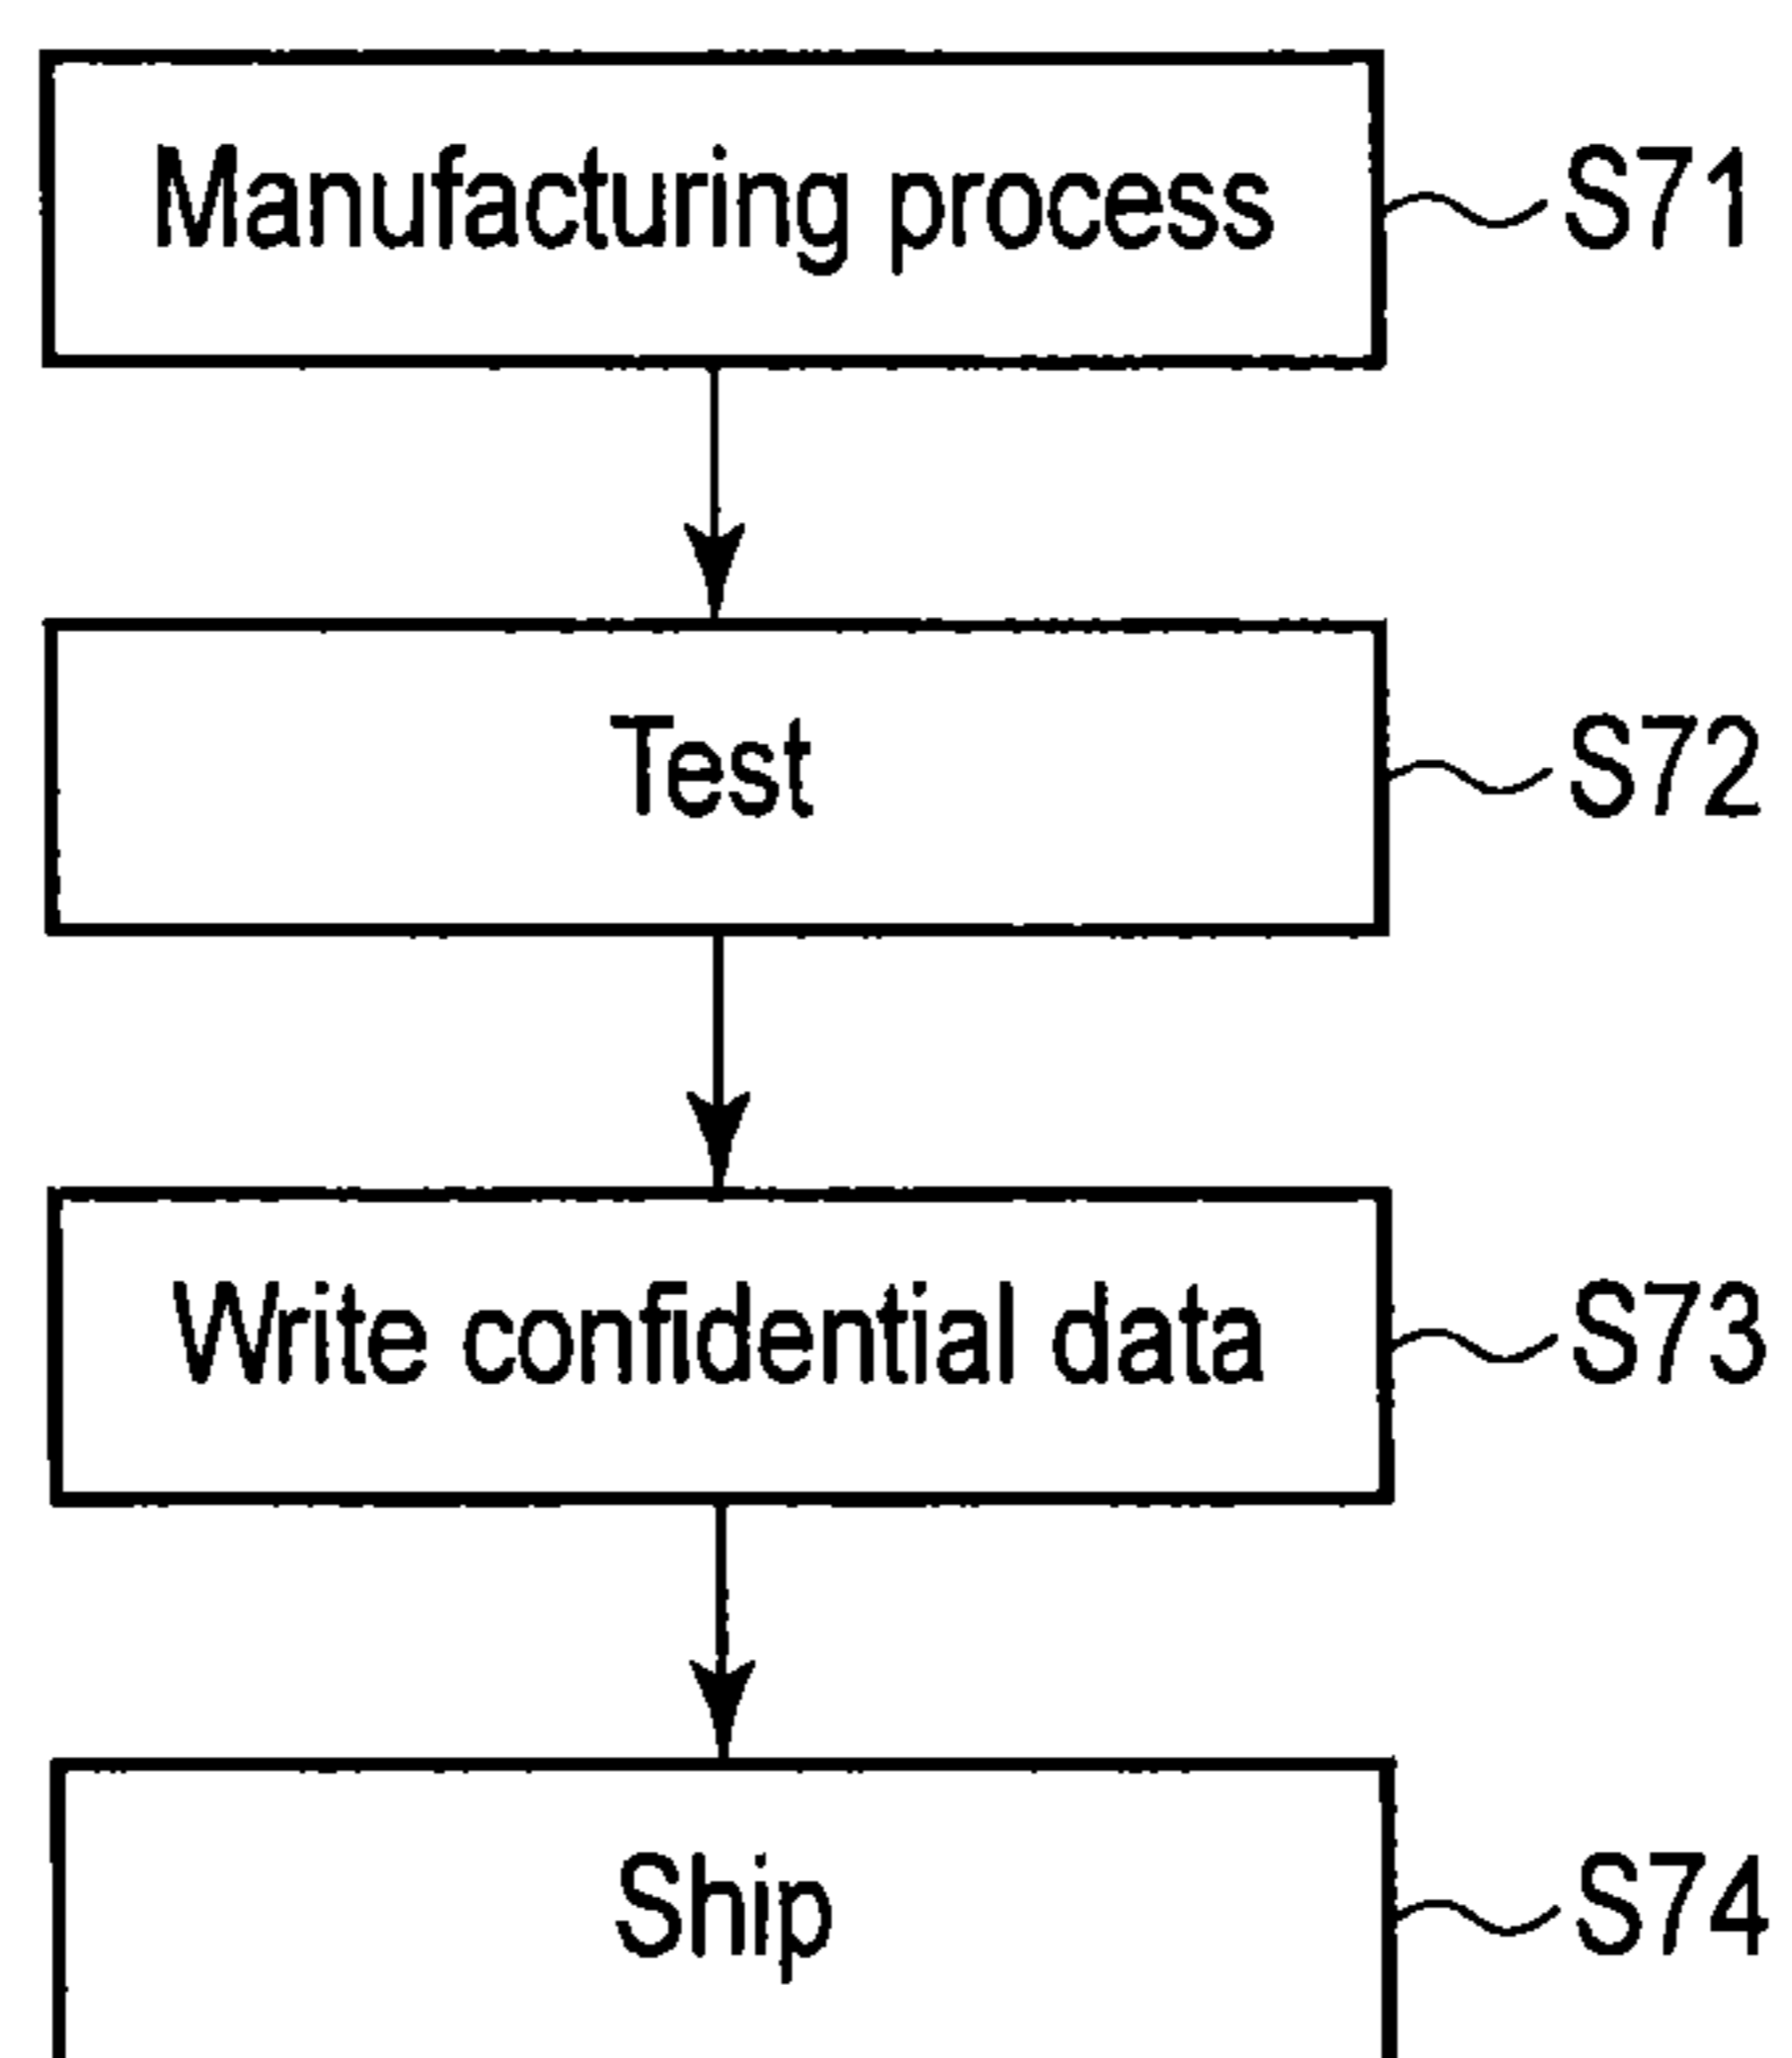 Manufacturing process S71
Test S72
Write confidential data S73
Ship S74